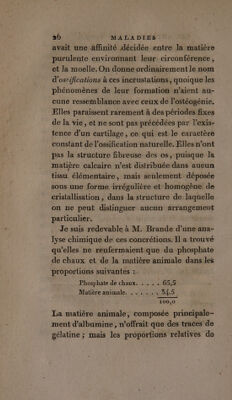 26 MALADIES
avait une affinité décidée entre la matière
purulente environnant leur circonférence,
et la moelle. On donne ordinairement le nom
d'ossifications à ces incrustations, quoique les
phénomènes de leur formation n'aient au-
cune ressemblance avec ceux de l'ostéogénie.
Elles paraissent rarement à des périodes fixes
de la vie, et ne sont pas précédées par l'exis-
tence d'un cartilage, ce qui est le caractère
constant de l'ossification naturelle. Elles n'ont
pas la structure fibreuse des os, puisque la
matière calcaire n'est distribuée dans aucun
tissu élémentaire, mais seulement déposée
sous une forme irrégulière et homogène de
cristallisation, dans la structure de laquelle
on ne peut distinguer aucun arrangement
particulier.
Je suis redevable à M. Brande d'une ana-
lyse chimique de ces concrétions. Il a trouvé
qu'elles ne renfermaient que du phosphate
de chaux et de la matière animale dans les
proportions suivantes :
Phosphate de chaux. . . . . 65,5
Matière animale. . . . . . . 34,5
100,0
La matière animale, composée principale-
ment d'albumine, n'offrait que des traces de
gélatine ; mais les proportions relatives de